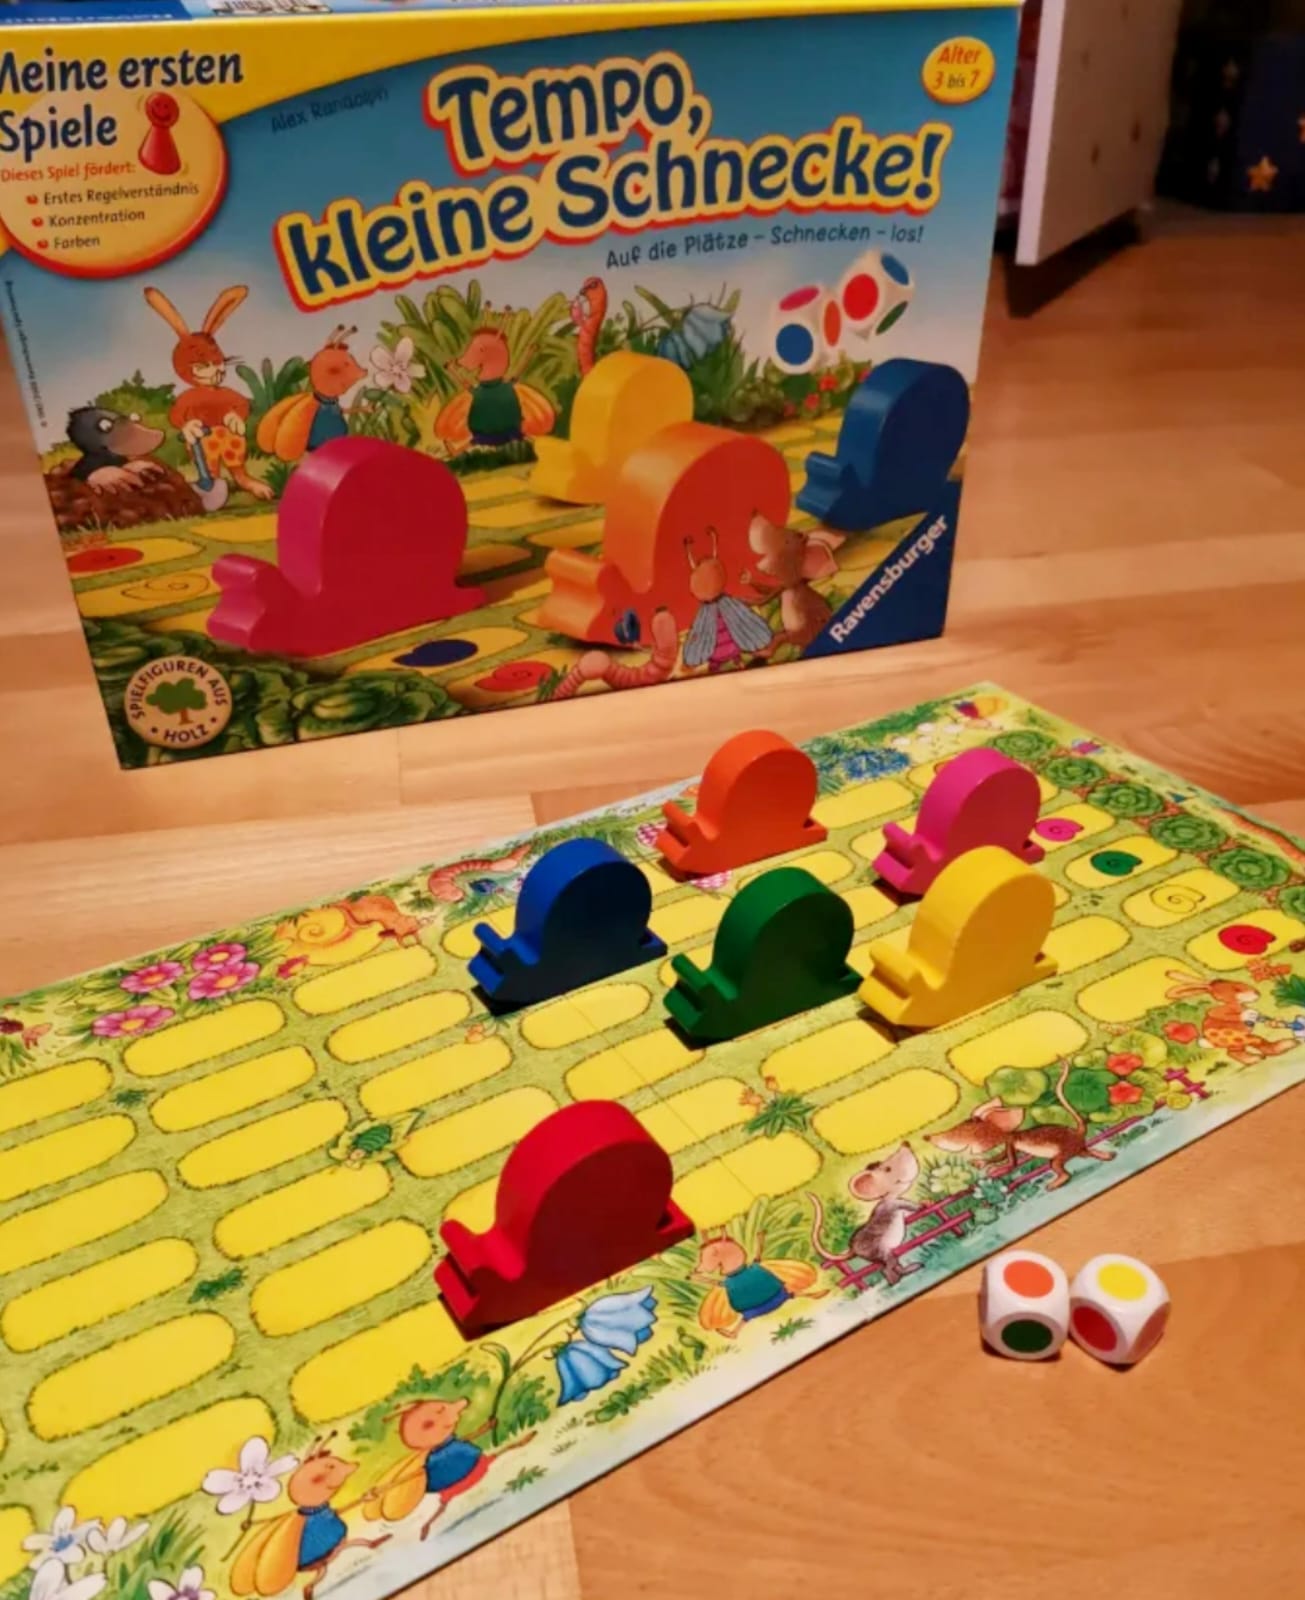 Meine ersten
Spiele
Dieses Spiel fördert:
Erstes Regelverständnis
Konzentration
Farben
Alex Randolph
Tempo,
kleine Schnecke!
Auf die Plätze – Schnecken – los!
Alter
3 bis 7
Ravensburger
SPIELFIGUREN AUS
• HOLZ •